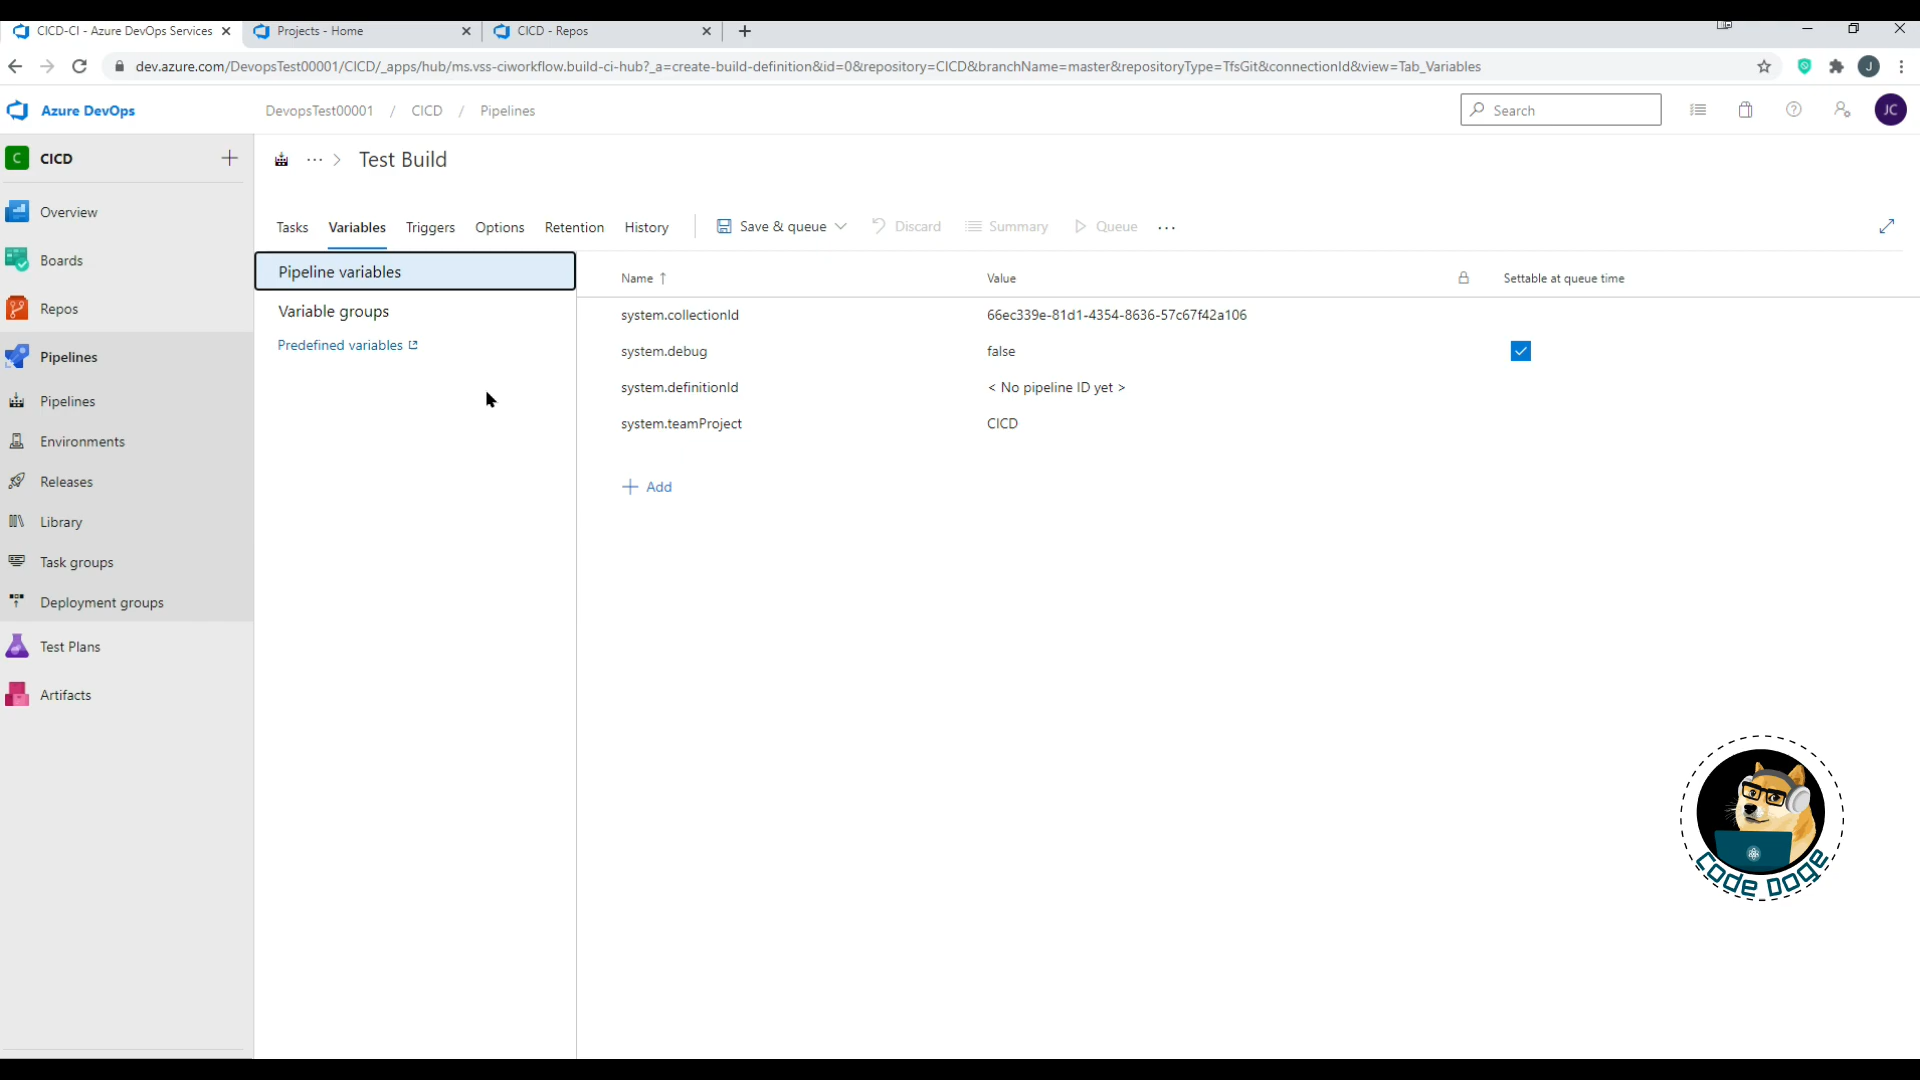 CICD-CI - Azure DevOps Services
Projects - Home
CICD - Repos
dev.azure.com/DevopsTest00001/CICD/_apps/hub/ms.vss-ciworkflow.build-ci-hub?_a=create-build-definition&id=0&repository=CICD&branchName=master&repositoryType=TfsGit&connectionId&view=Tab_Variables
J
Azure DevOps
DevopsTest00001 / CICD / Pipelines
Search
JC
C CICD
Overview
Boards
Repos
Pipelines
Pipelines
Environments
Releases
Library
Task groups
Deployment groups
Test Plans
Artifacts
··· > Test Build
Tasks Variables Triggers Options Retention History Save & queue Discard Summary Queue ···
Pipeline variables
Variable groups
Predefined variables
Name ↑ Value Settable at queue time
system.collectionId 66ec339e-81d1-4354-8636-57c67f42a106
system.debug false
system.definitionId < No pipeline ID yet >
system.teamProject CICD
+ Add
Code Doge